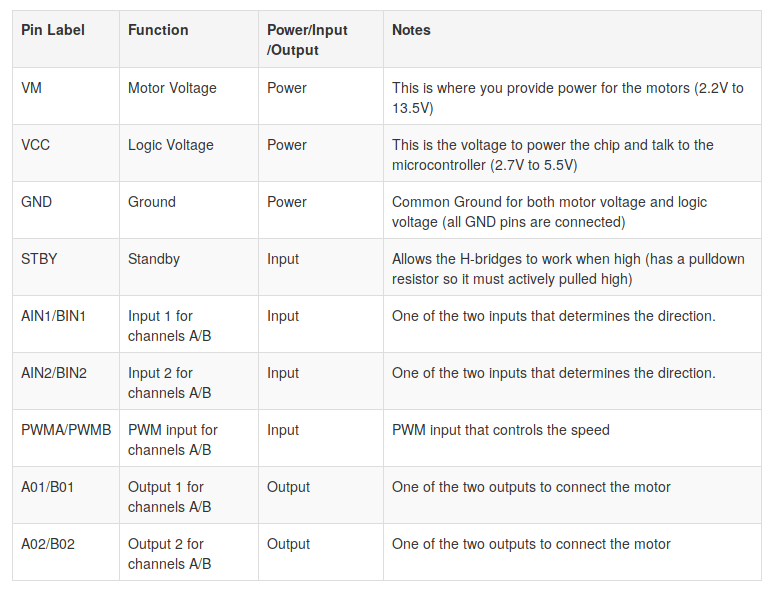 Pin Label Function Power/Input Notes
/Output
VM Motor Voltage Power This is where you provide power for the motors (2.2V to
13.5V)
VCC Logic Voltage Power This is the voltage to power the chip and talk to the
microcontroller (2.7V to 5.5V)
GND Ground Power Common Ground for both motor voltage and logic
voltage (all GND pins are connected)
STBY Standby Input Allows the H-bridges to work when high (has a pulldown
resistor so it must actively pulled high)
AIN1/BIN1 Input 1 for Input One of the two inputs that determines the direction.
channels A/B
AIN2/BIN2 Input 2 for Input One of the two inputs that determines the direction.
channels A/B
PWMA/PWMB PWM input for Input PWM input that controls the speed
channels A/B
A01/B01 Output 1 for Output One of the two outputs to connect the motor
channels A/B
A02/B02 Output 2 for Output One of the two outputs to connect the motor
channels A/B